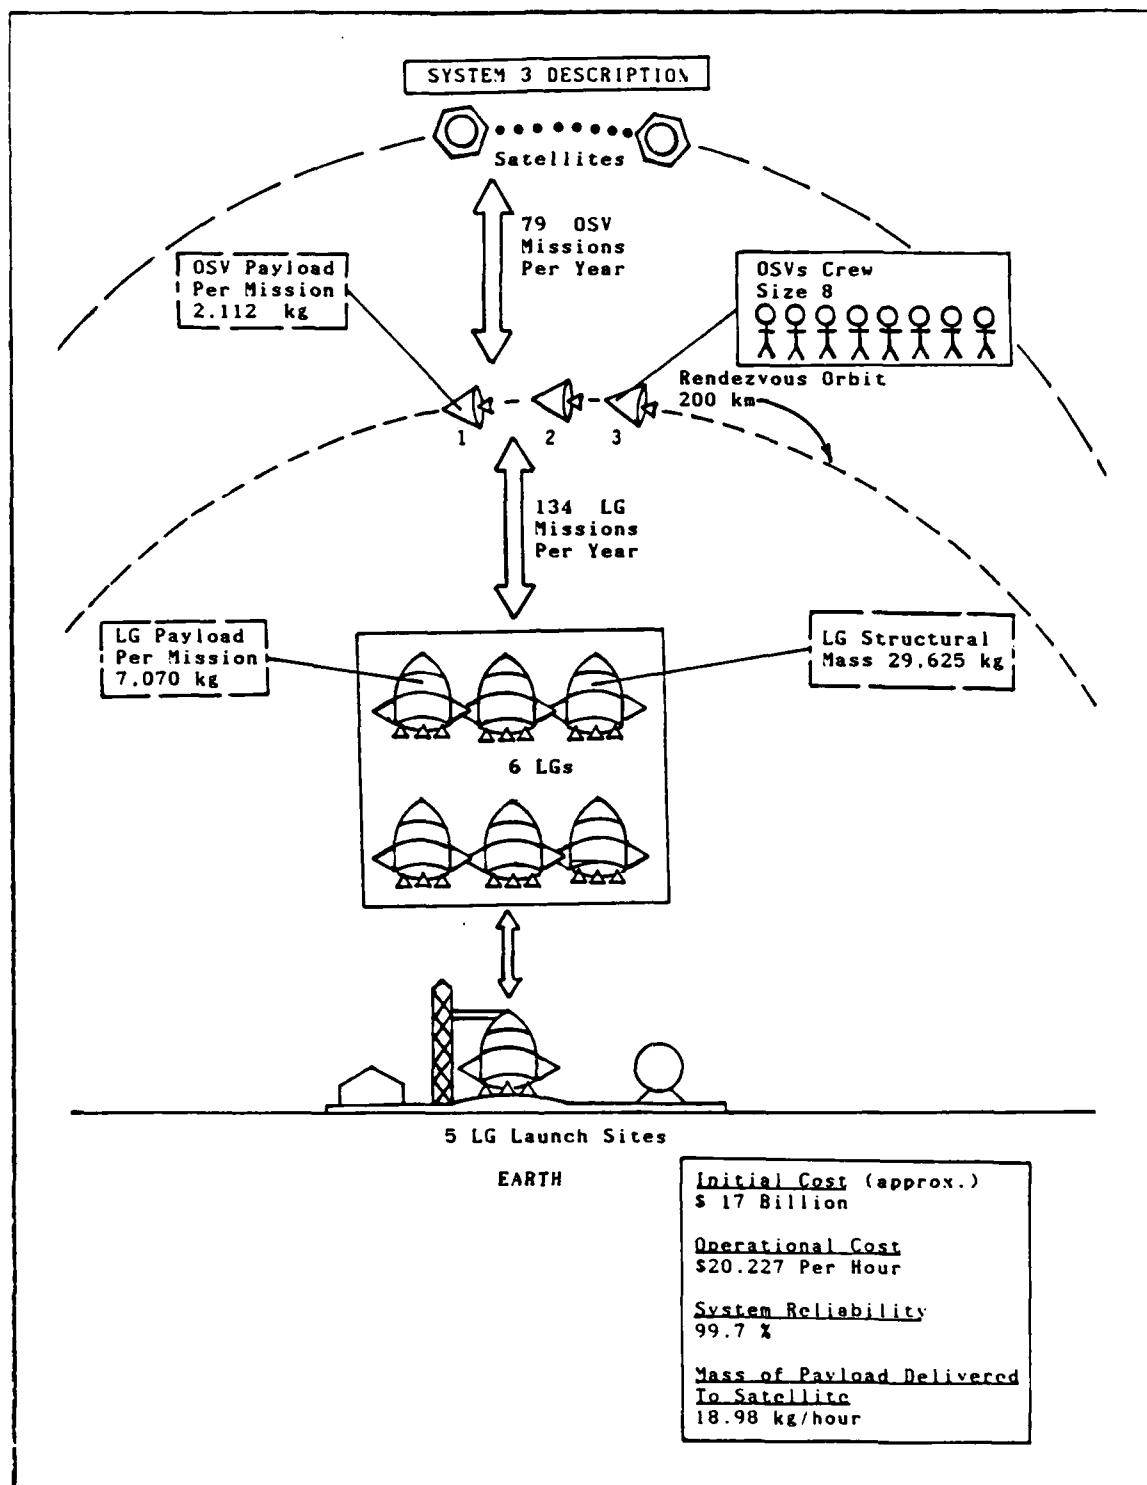 SYSTEM 3 DESCRIPTION
Satellites
79 OSV
Missions
Per Year
OSV Payload
Per Mission
2.112 kg
OSVs Crew
Size 8
Rendezvous Orbit
200 km
1 2 3
134 LG
Missions
Per Year
LG Payload
Per Mission
7.070 kg
LG Structural
Mass 29.625 kg
6 LGs
5 LG Launch Sites
EARTH
Initial Cost (approx.)
$ 17 Billion
Operational Cost
$20.227 Per Hour
System Reliability
99.7 %
Mass of Payload Delivered
To Satellite
18.98 kg/hour